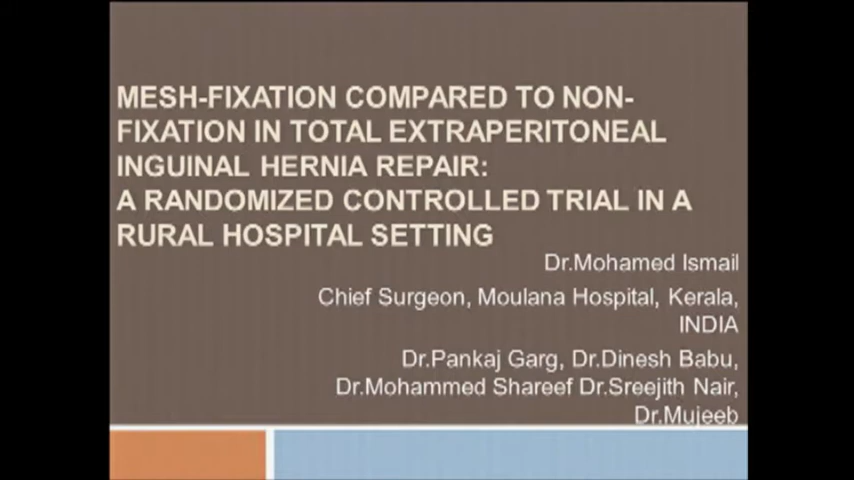 MESH-FIXATION COMPARED TO NON-
FIXATION IN TOTAL EXTRAPERITONEAL
INGUINAL HERNIA REPAIR:
A RANDOMIZED CONTROLLED TRIAL IN A
RURAL HOSPITAL SETTING
Dr.Mohamed Ismail
Chief Surgeon, Moulana Hospital, Kerala,
INDIA
Dr.Pankaj Garg, Dr.Dinesh Babu,
Dr.Mohammed Shareef Dr.Sreejith Nair,
Dr.Mujeeb